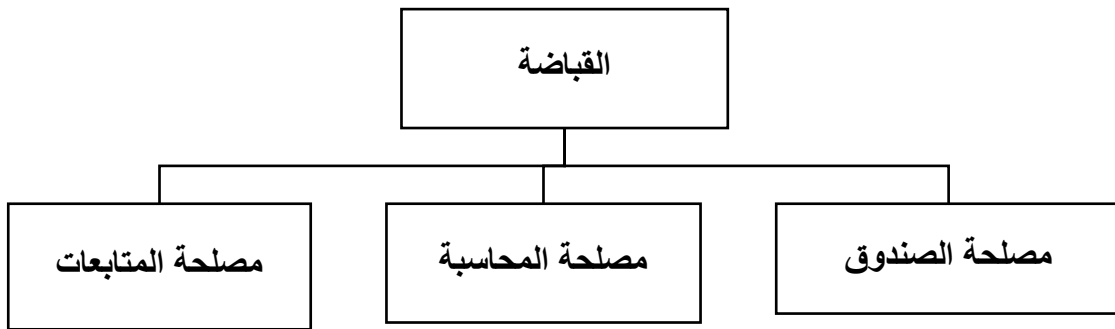 القباضة
مصلحة الصندوق
مصلحة المحاسبة
مصلحة المتابعات